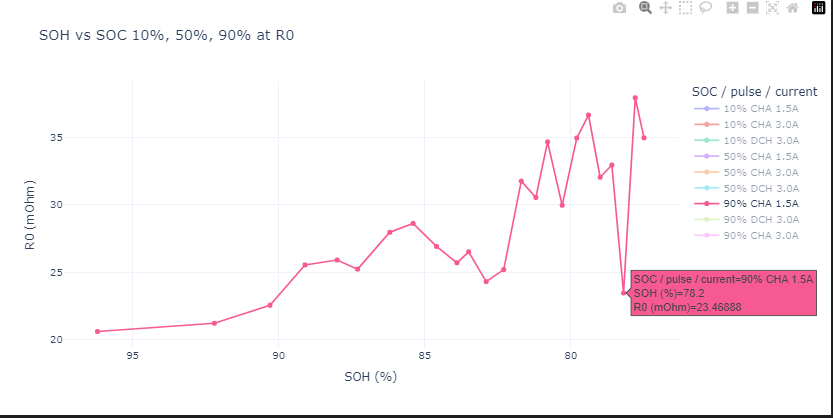 SOH vs SOC 10%, 50%, 90% at R0
SOC / pulse / current
10% CHA 1.5A
10% CHA 3.0A
10% DCH 3.0A
50% CHA 1.5A
50% CHA 3.0A
50% DCH 3.0A
90% CHA 1.5A
90% DCH 3.0A
90% CHA 3.0A
R0 (mOhm)
35
30
25
20
SOC / pulse / current=90% CHA 1.5A
SOH (%)=78.2
R0 (mOhm)=23.46888
95 90 85 80
SOH (%)